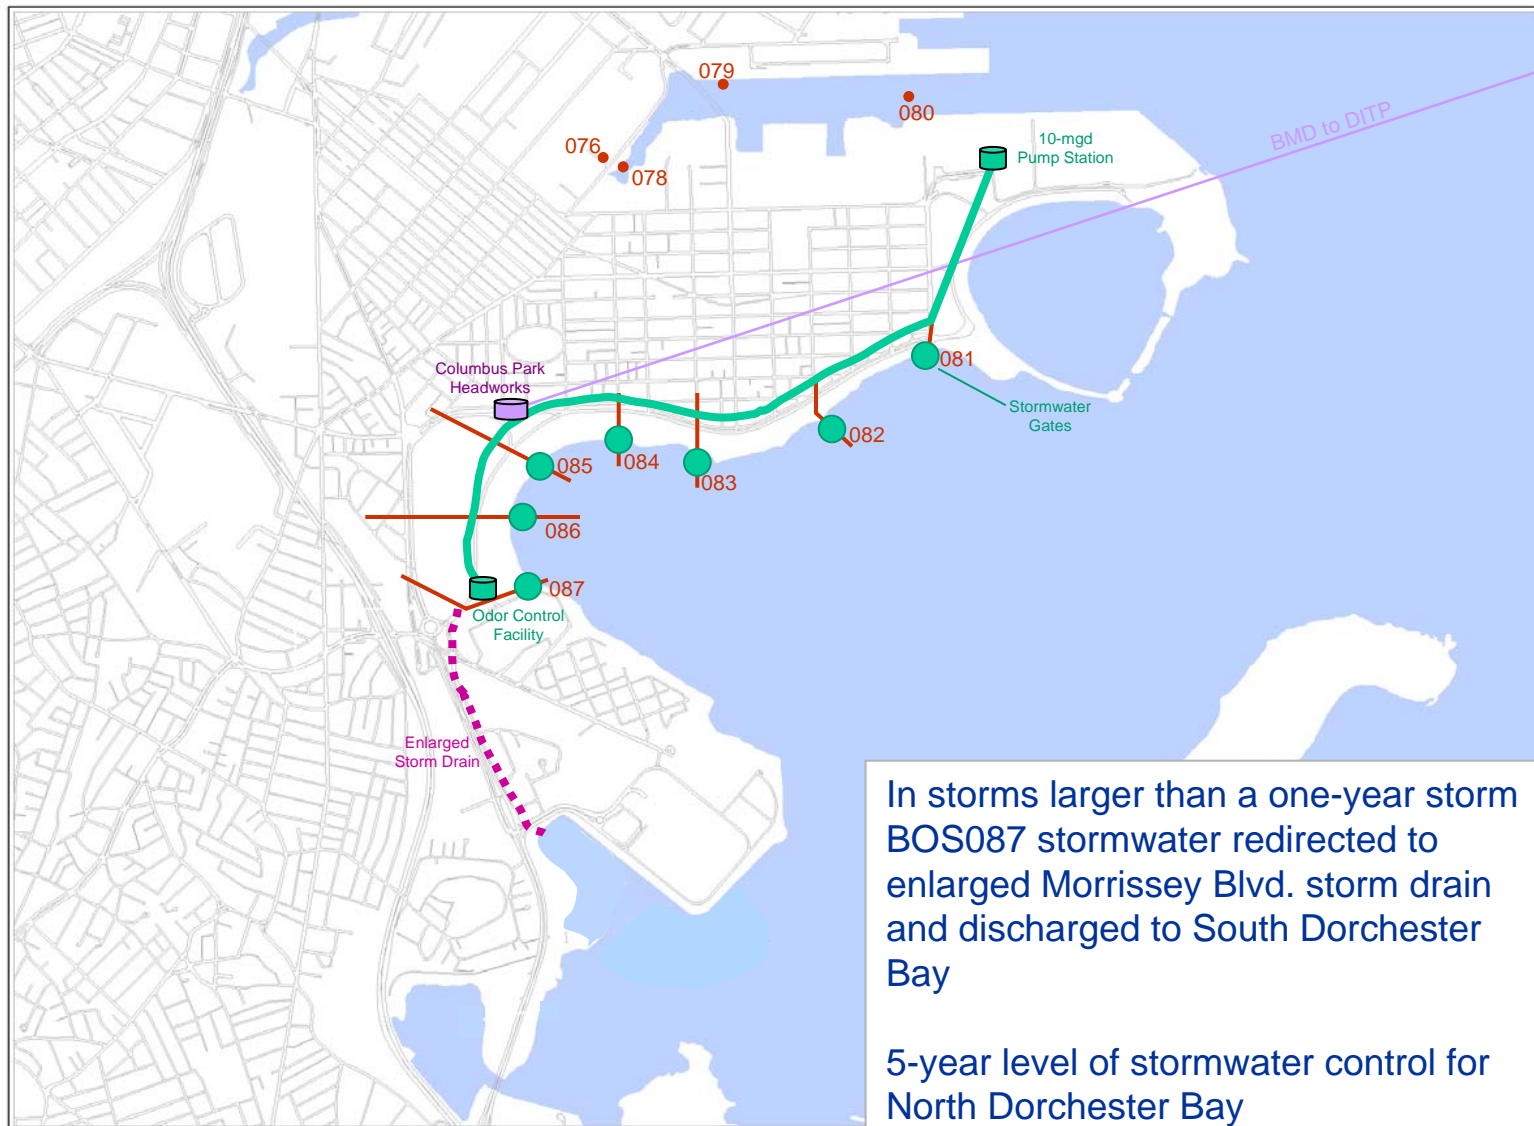 079
080
076
078
10-mgd
Pump Station
BMD to DITP
Columbus Park
Headworks
081
Stormwater
Gates
082
084
083
085
086
087
Odor Control
Facility
Enlarged
Storm Drain
In storms larger than a one-year storm
BOS087 stormwater redirected to
enlarged Morrissey Blvd. storm drain
and discharged to South Dorchester
Bay
5-year level of stormwater control for
North Dorchester Bay